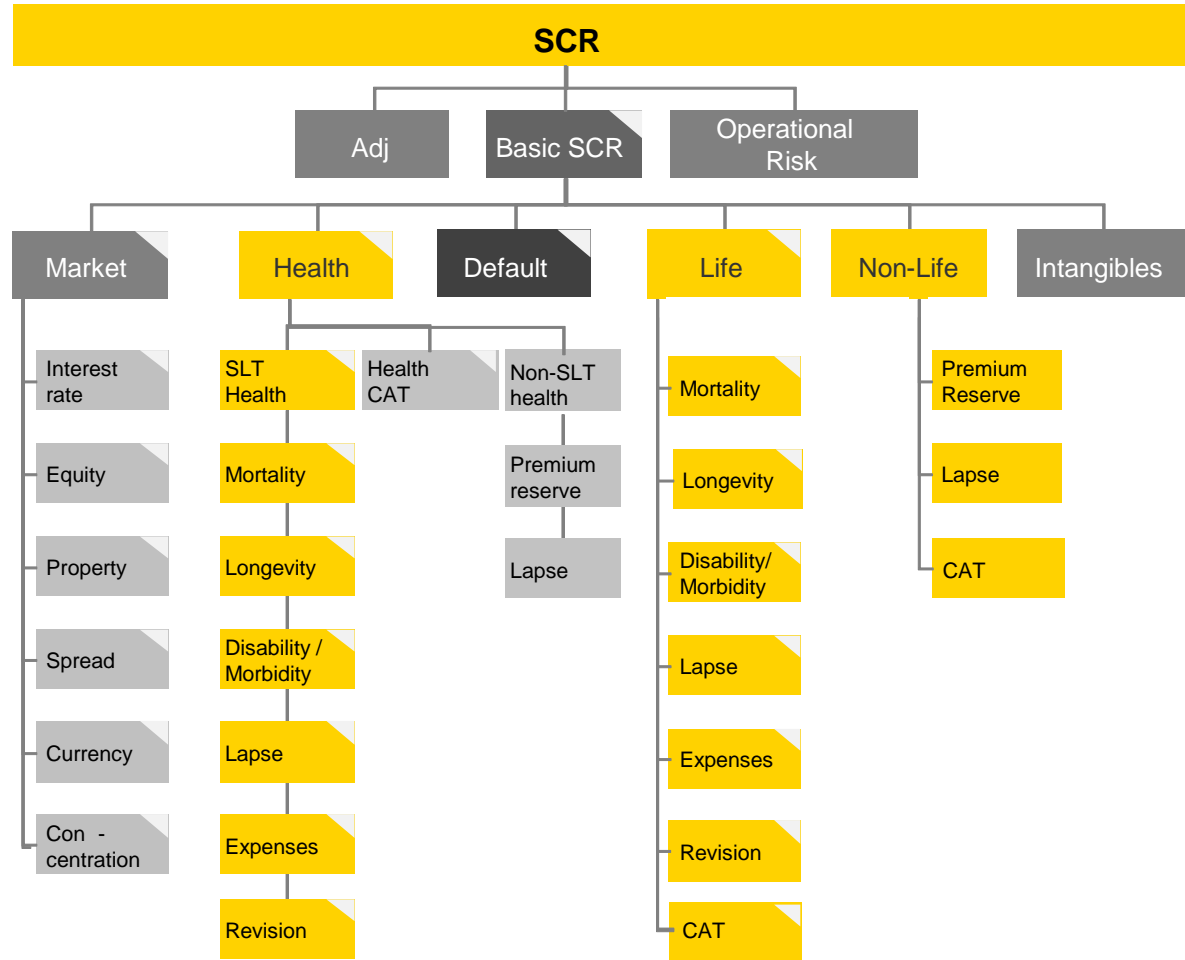 SCR
Adj
Basic SCR
Operational
Risk
Market
Health
Default
Life
Non-Life
Intangibles
Interest
rate
Equity
Property
Spread
Currency
Con -
centration
SLT
Health
Mortality
Longevity
Disability /
Morbidity
Lapse
Expenses
Revision
Health
CAT
Non-SLT
health
Premium
reserve
Lapse
Mortality
Longevity
Disability/
Morbidity
Lapse
Expenses
Revision
CAT
Premium
Reserve
Lapse
CAT